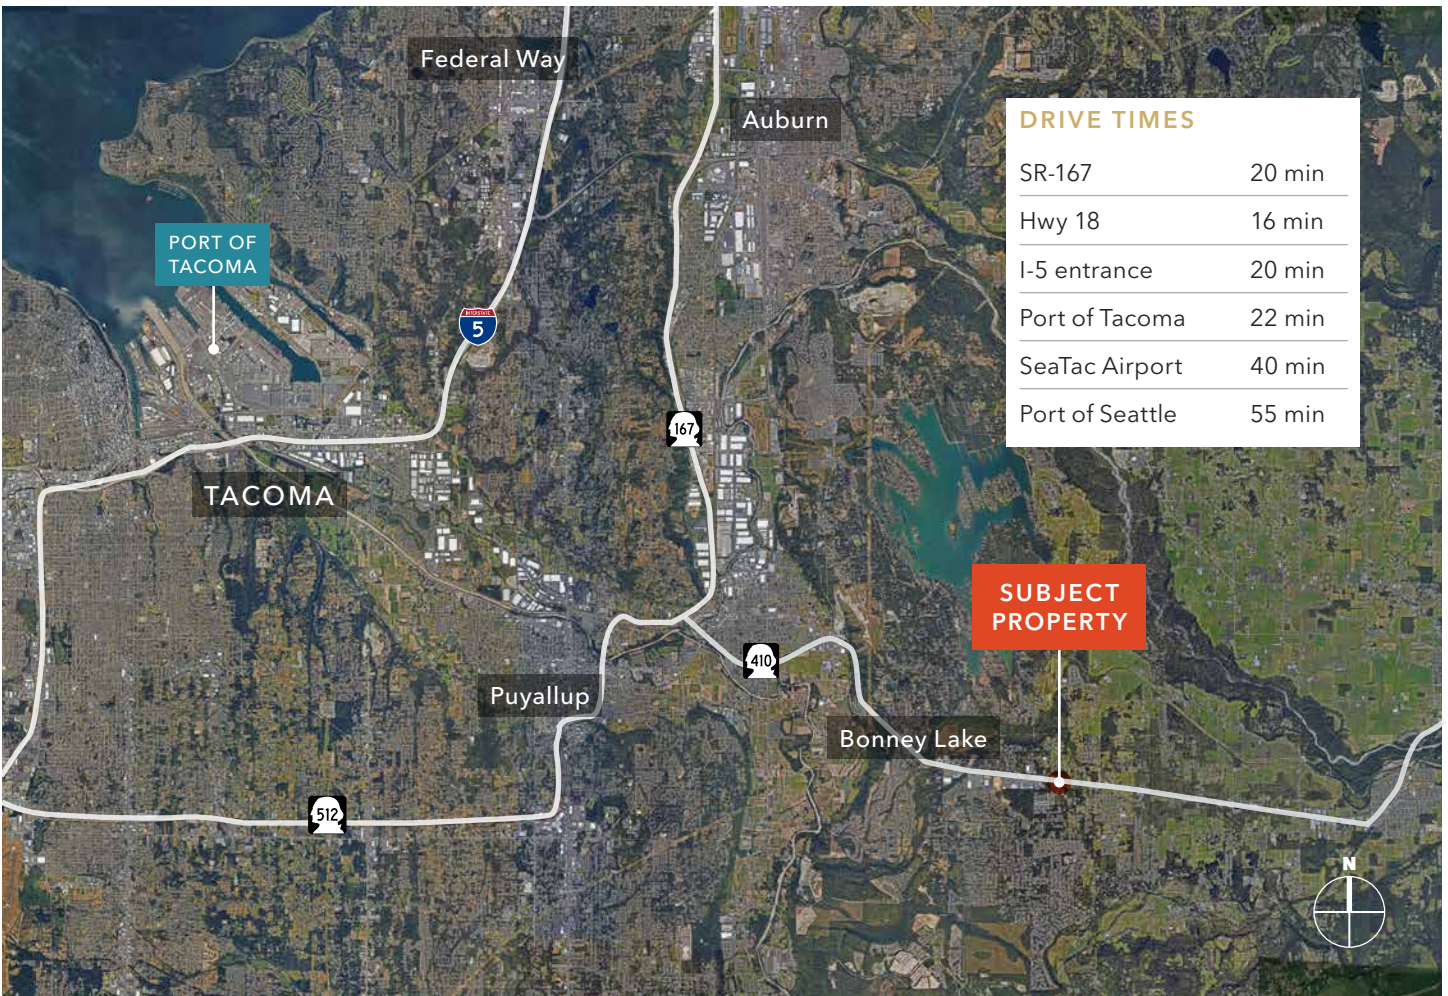 Federal Way
Auburn
DRIVE TIMES
SR-167 20 min
Hwy 18 16 min
I-5 entrance 20 min
Port of Tacoma 22 min
SeaTac Airport 40 min
Port of Seattle 55 min
PORT OF
TACOMA
INTERSTATE
5
167
TACOMA
SUBJECT
PROPERTY
410
Puyallup
Bonney Lake
512
N